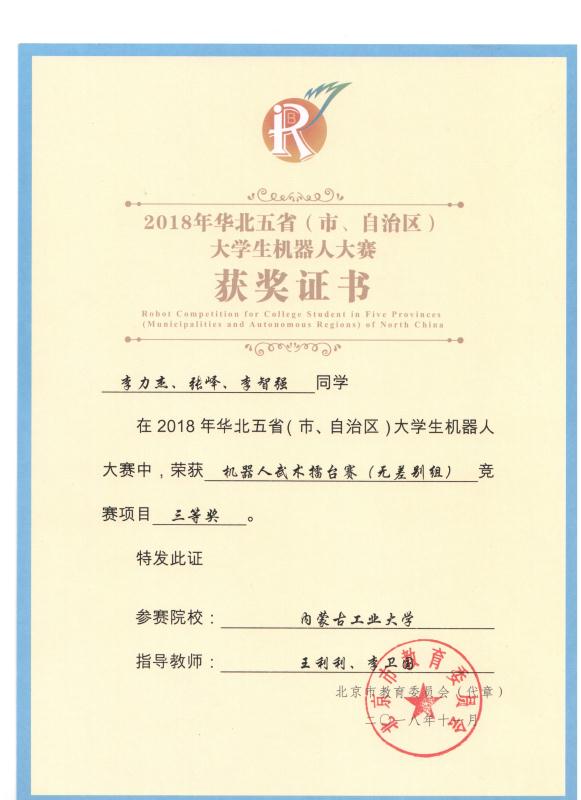 iR
B
2018年华北五省（市、自治区）
大学生机器人大赛
获奖证书
Robot Competition for College Student in Five Provinces
(Municipalities and Autonomous Regions) of North China
李力杰、张峰、李智强 同学
在2018年华北五省（市、自治区）大学生机器人
大赛中，荣获 机器人武术擂台赛（无差别组） 竞
赛项目 三等奖 。
特发此证
参赛院校： 内蒙古工业大学
指导教师： 王利利、李卫国
北京市教育委员会（代章）
二〇一八年十一月
北京市教育委员会